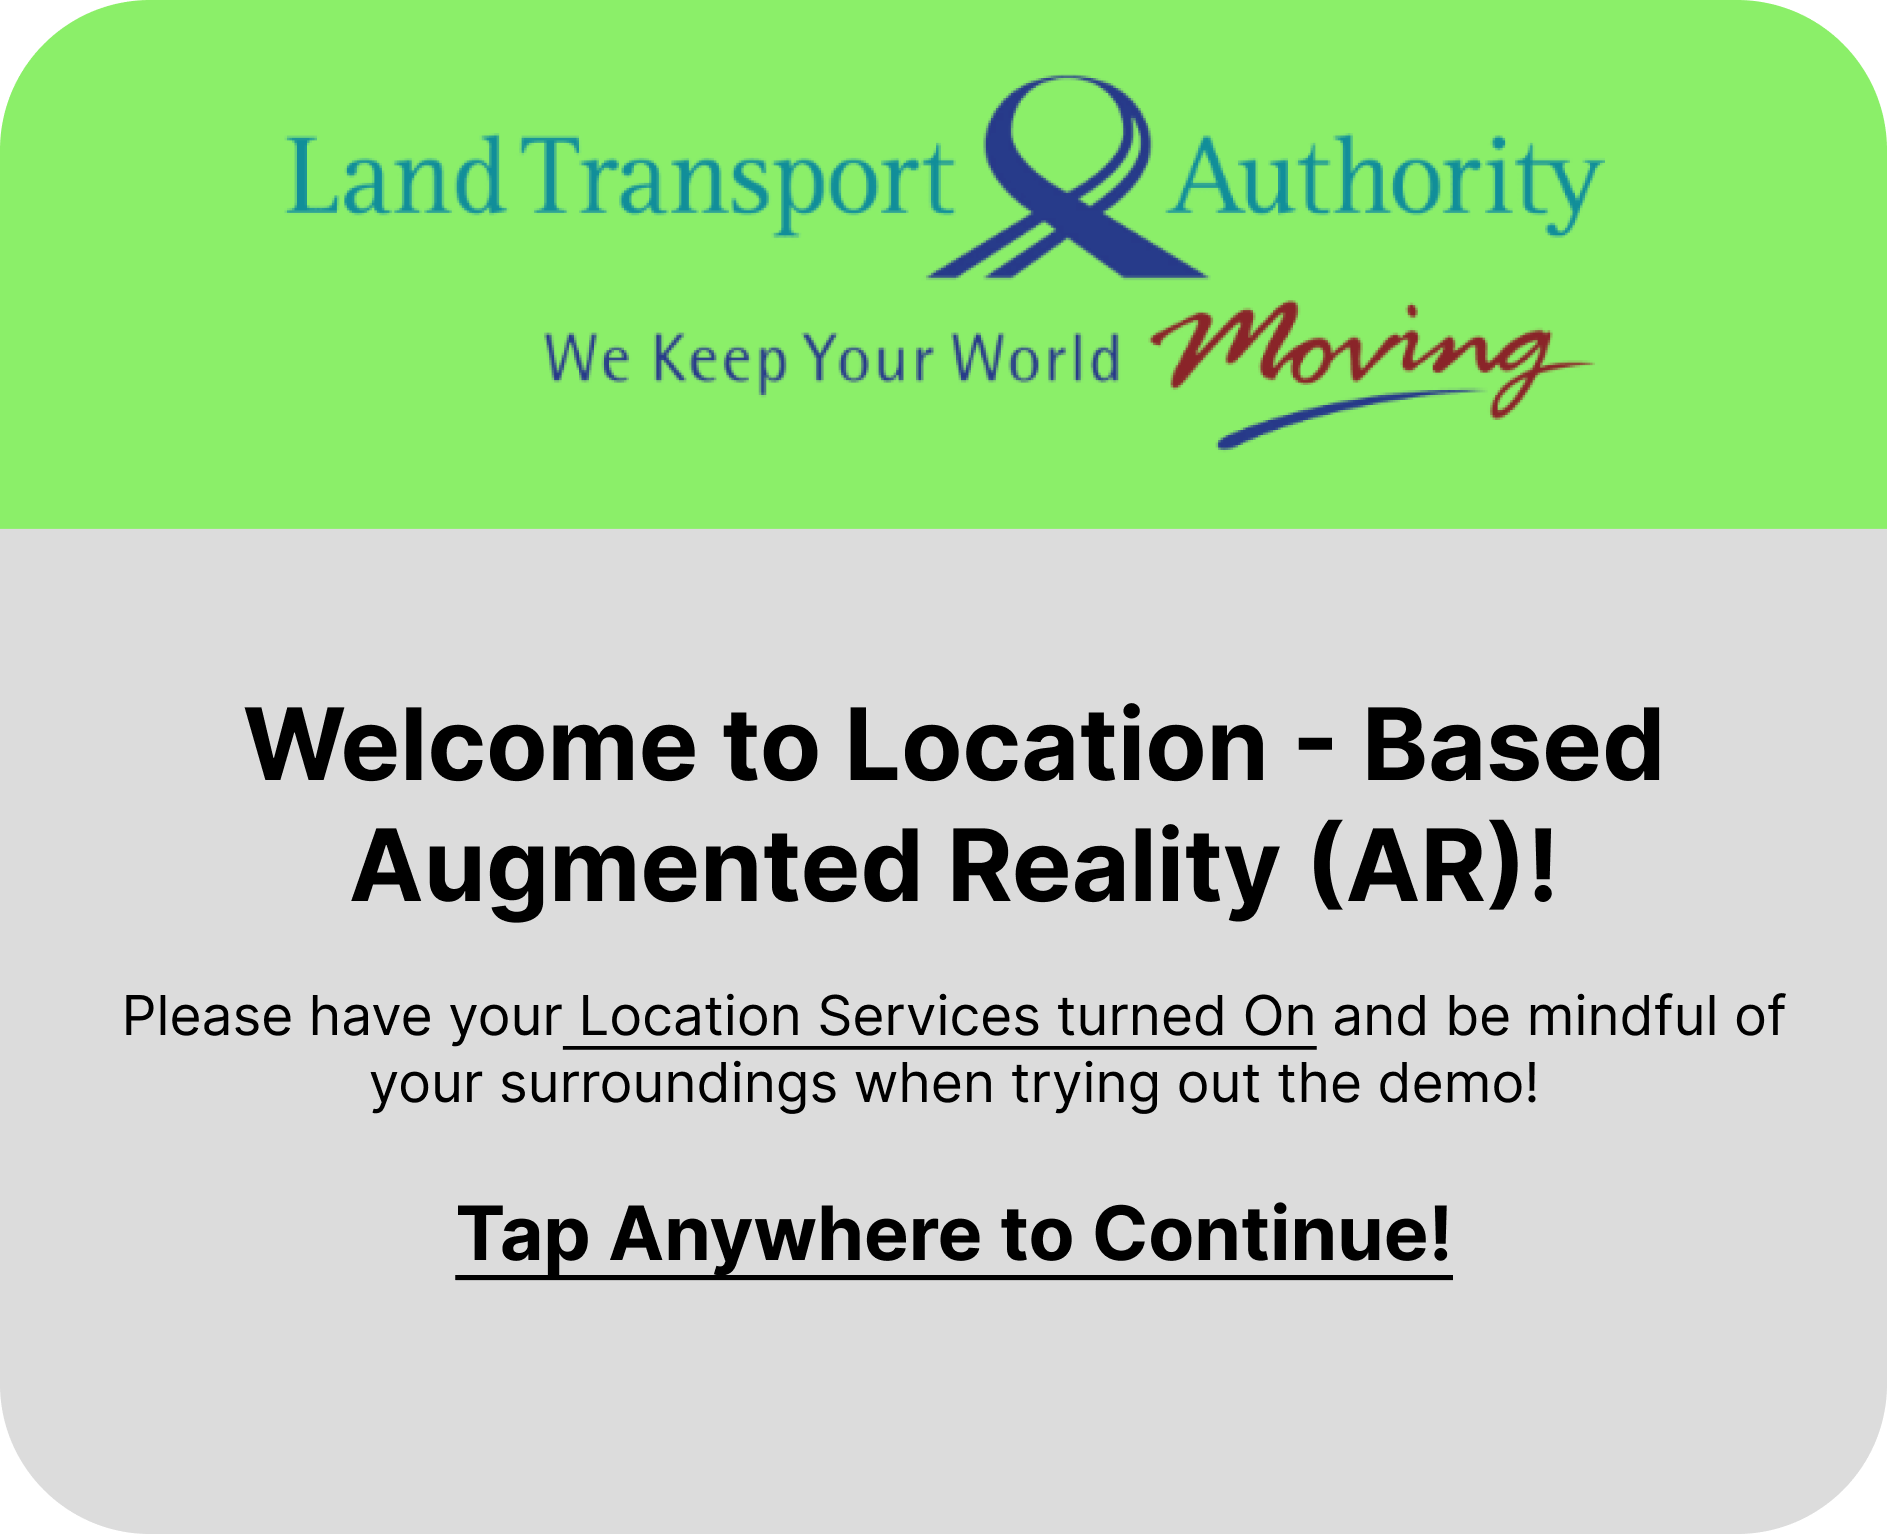 Land Transport Authority
We Keep Your World Moving
Welcome to Location - Based
Augmented Reality (AR)!
Please have your Location Services turned On and be mindful of
your surroundings when trying out the demo!
Tap Anywhere to Continue!